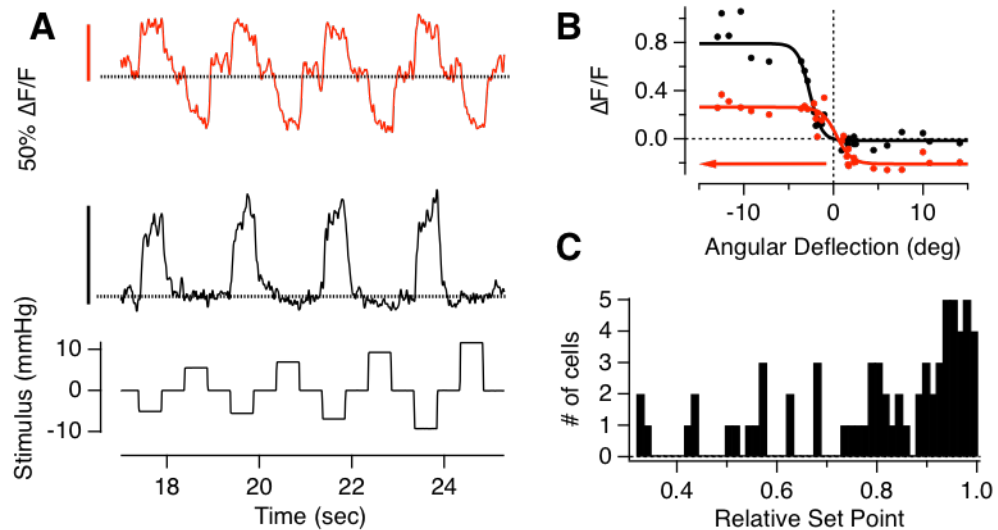 A
50% ΔF/F
Stimulus (mmHg)
10
0
-10
18
20
22
24
Time (sec)
B
ΔF/F
0.8
0.4
0.0
-10
0
10
Angular Deflection (deg)
C
# of cells
5
4
3
2
1
0
0.4
0.6
0.8
1.0
Relative Set Point